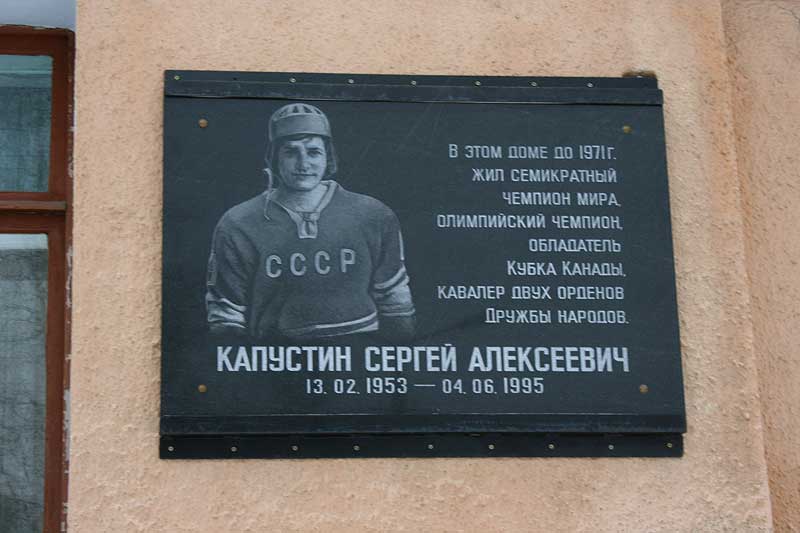 В ЭТОМ ДОМЕ ДО 1971Г.
ЖИЛ СЕМИКРАТНЫЙ
ЧЕМПИОН МИРА,
ОЛИМПИЙСКИЙ ЧЕМПИОН,
ОБЛАДАТЕЛЬ
КУБКА КАНАДЫ,
КАВАЛЕР ДВУХ ОРДЕНОВ
ДРУЖБЫ НАРОДОВ.
СССР
КАПУСТИН СЕРГЕЙ АЛЕКСЕЕВИЧ
13. 02. 1953 — 04. 06. 1995